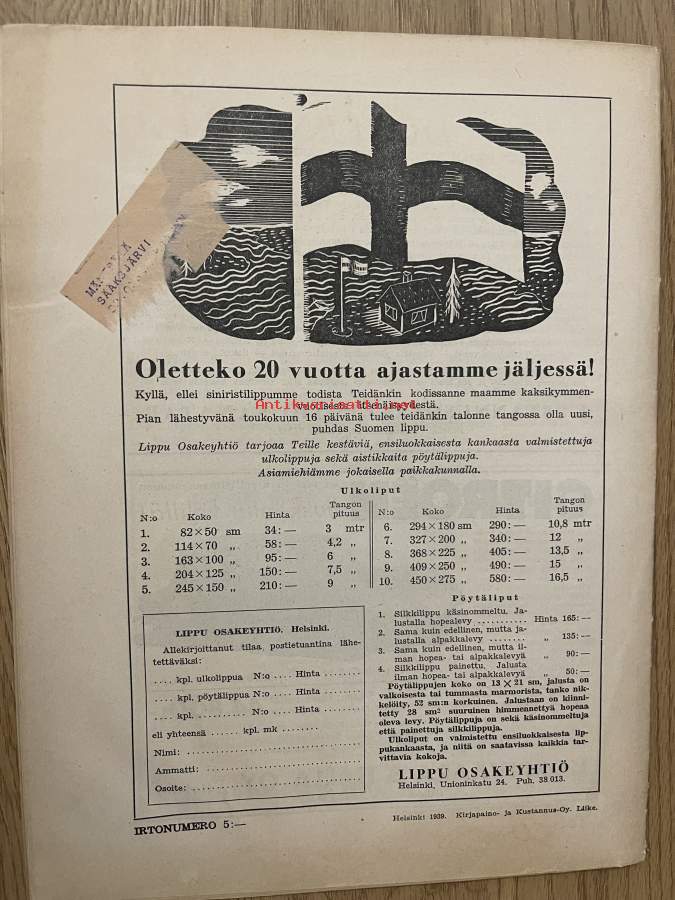 SÄÄKSJÄRVI
Oletteko 20 vuotta ajastamme jäljessä!
Kyllä, ellei siniristilippumme todista Teidänkin kodissanne maamme kaksikymmen-
vuotisesta itsenäisyydestä.
Antiikva-tattinyt
Pian lähestyvänä toukokuun 16 päivänä tulee teidänkin talonne tangossa olla uusi,
puhdas Suomen lippu.
Lippu Osakeyhtiö tarjoaa Teille kestäviä, ensiluokkaisesta kankaasta valmistettuja
ulkolippuja sekä aistikkaita pöytälippuja.
Asiamiehiämme jokaisella paikkakunnalla.
Ulkoliput
N:o Koko Hinta Tangon pituus
1. 82 × 50 sm 34: — 3 mtr
2. 114 × 70 „ 58: — 4,2 „
3. 163 × 100 „ 95: — 6 „
4. 204 × 125 „ 150: — 7,5 „
5. 245 × 150 „ 210: — 9 „
N:o Koko Hinta Tangon pituus
6. 294 × 180 sm 290: — 10,8 mtr
7. 327 × 200 „ 340: — 12 „
8. 368 × 225 „ 405: — 13,5 „
9. 409 × 250 „ 490: — 15 „
10. 450 × 275 „ 580: — 16,5 „
LIPPU OSAKEYHTIÖ, Helsinki.
Allekirjoittanut tilaa postietuantina lähe-
tettäväksi:
.... kpl. ulkolippua N:o .... Hinta ........
.... kpl. pöytälippua N:o .... Hinta ........
.... kpl. .......... N:o .... Hinta ........
eli yhteensä ...... kpl. mk ........
Nimi: ..............................
Ammatti: ..............................
Osoite: ..............................
Pöytäliput
1. Silkkilippu käsinommeltu, Ja-
lustalla hopealevy ........... Hinta 165: —
2. Sama kuin edellinen, mutta ja-
lustalla alpakkalevy ......... „ 135: —
3. Sama kuin edellinen, mutta il-
man hopea- tai alpakkalevyä „ 90: —
4. Silkkilippu painettu. Jalusta
ilman hopea- tai alpakkalevyä „ 50: —
Pöytälippujen koko on 13 × 21 sm, jalusta on
valkoisesta tai tummasta marmorista, tanko nik-
kelöity, 52 sm:n korkuinen. Jalustaan on kiinni-
tetty 28 sm² suuruinen himmennettyä hopeaa
oleva levy. Pöytälippuja on sekä käsinommeltuja
että painettuja silkkilippuja.
Ulkoliput on valmistettu ensiluokkaisesta lip-
pukankaasta, ja niitä on saatavissa kaikkia tar-
vittavia kokoja.
LIPPU OSAKEYHTIÖ
Helsinki, Unioninkatu 24. Puh. 38 013.
IRTONUMERO 5:—
Helsinki 1939. Kirjapaino- ja Kustannus-Oy. Liike.